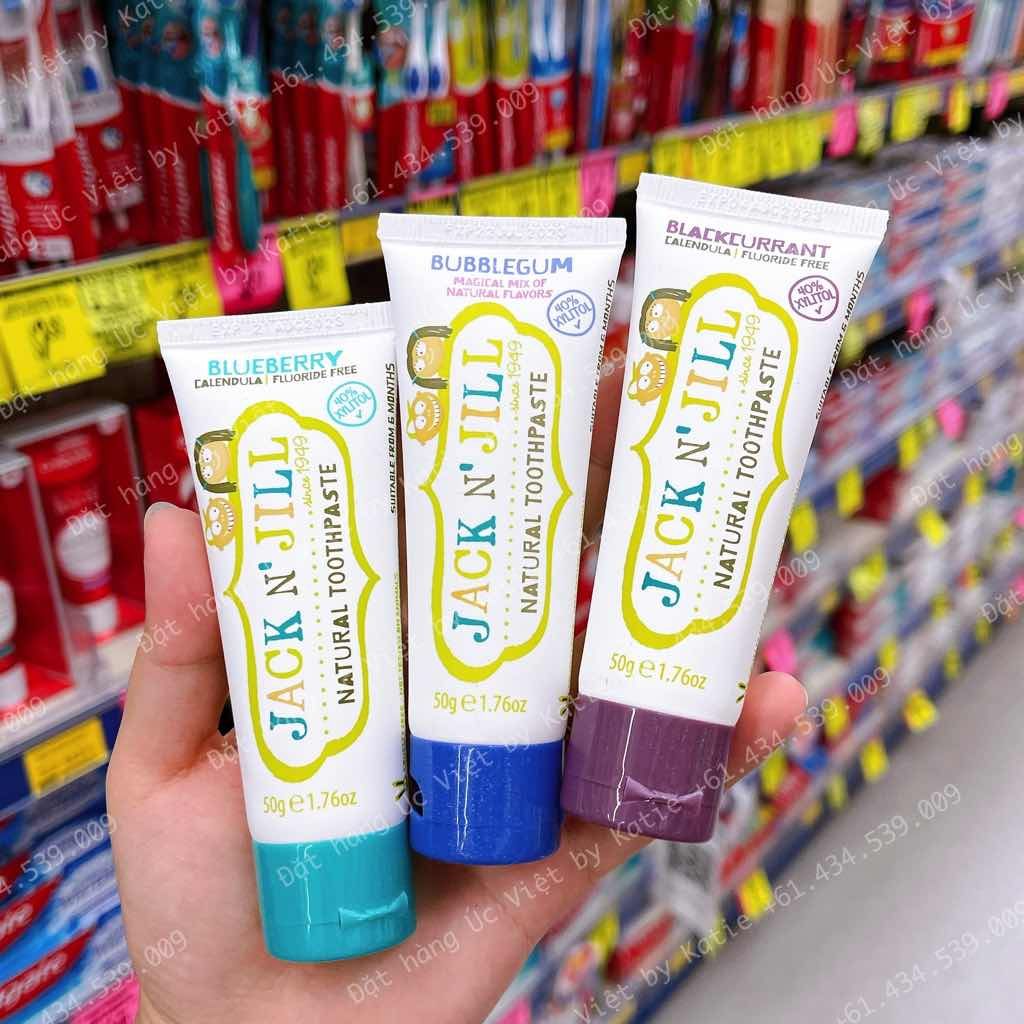 BLUEBERRY
CALENDULA | FLUORIDE FREE
40%
XYLITOL
SUITABLE FROM 6 MONTHS
JACK N' JILL
since 1949
NATURAL TOOTHPASTE
50g e 1.76oz
BUBBLEGUM
MAGICAL MIX OF
NATURAL FLAVORS
40%
XYLITOL
JACK N' JILL
since 1949
NATURAL TOOTHPASTE
50g e 1.76oz
BLACKCURRANT
CALENDULA | FLUORIDE FREE
40%
XYLITOL
SUITABLE FROM 6 MONTHS
JACK N' JILL
since 1949
NATURAL TOOTHPASTE
50g e 1.76oz
Đặt hàng Úc Việt by Katie +61.434.539.009